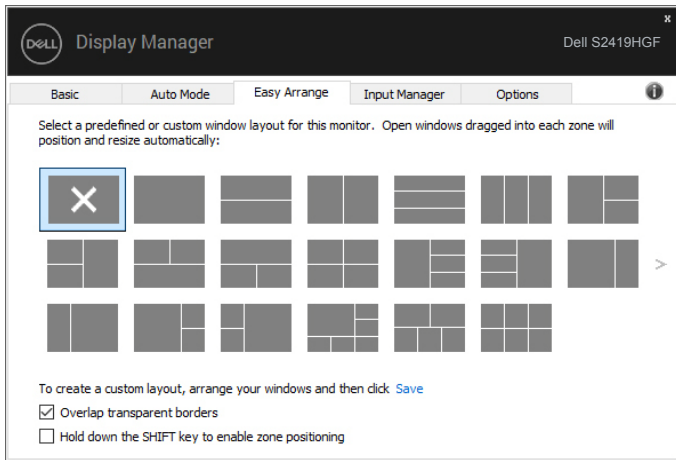 x
DELL Display Manager
Dell S2419HGF
Basic Auto Mode Easy Arrange Input Manager Options
Select a predefined or custom window layout for this monitor. Open windows dragged into each zone will
position and resize automatically:
To create a custom layout, arrange your windows and then click Save
Overlap transparent borders
Hold down the SHIFT key to enable zone positioning